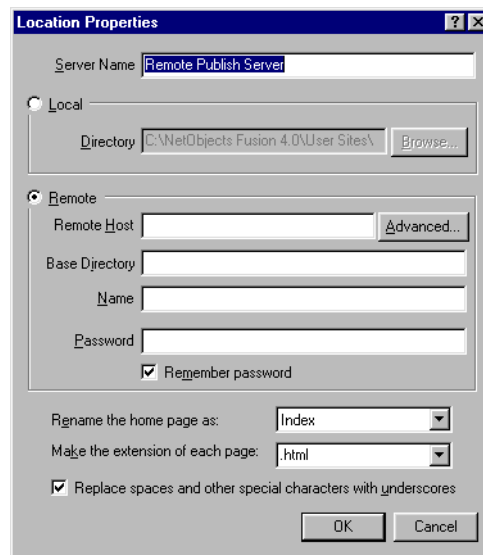 Location Properties
Server Name Remote Publish Server
Local
Directory C:\NetObjects Fusion 4.0\User Sites\ Browse...
Remote
Remote Host Advanced...
Base Directory
Name
Password
Remember password
Rename the home page as: Index
Make the extension of each page: .html
Replace spaces and other special characters with underscores
OK Cancel